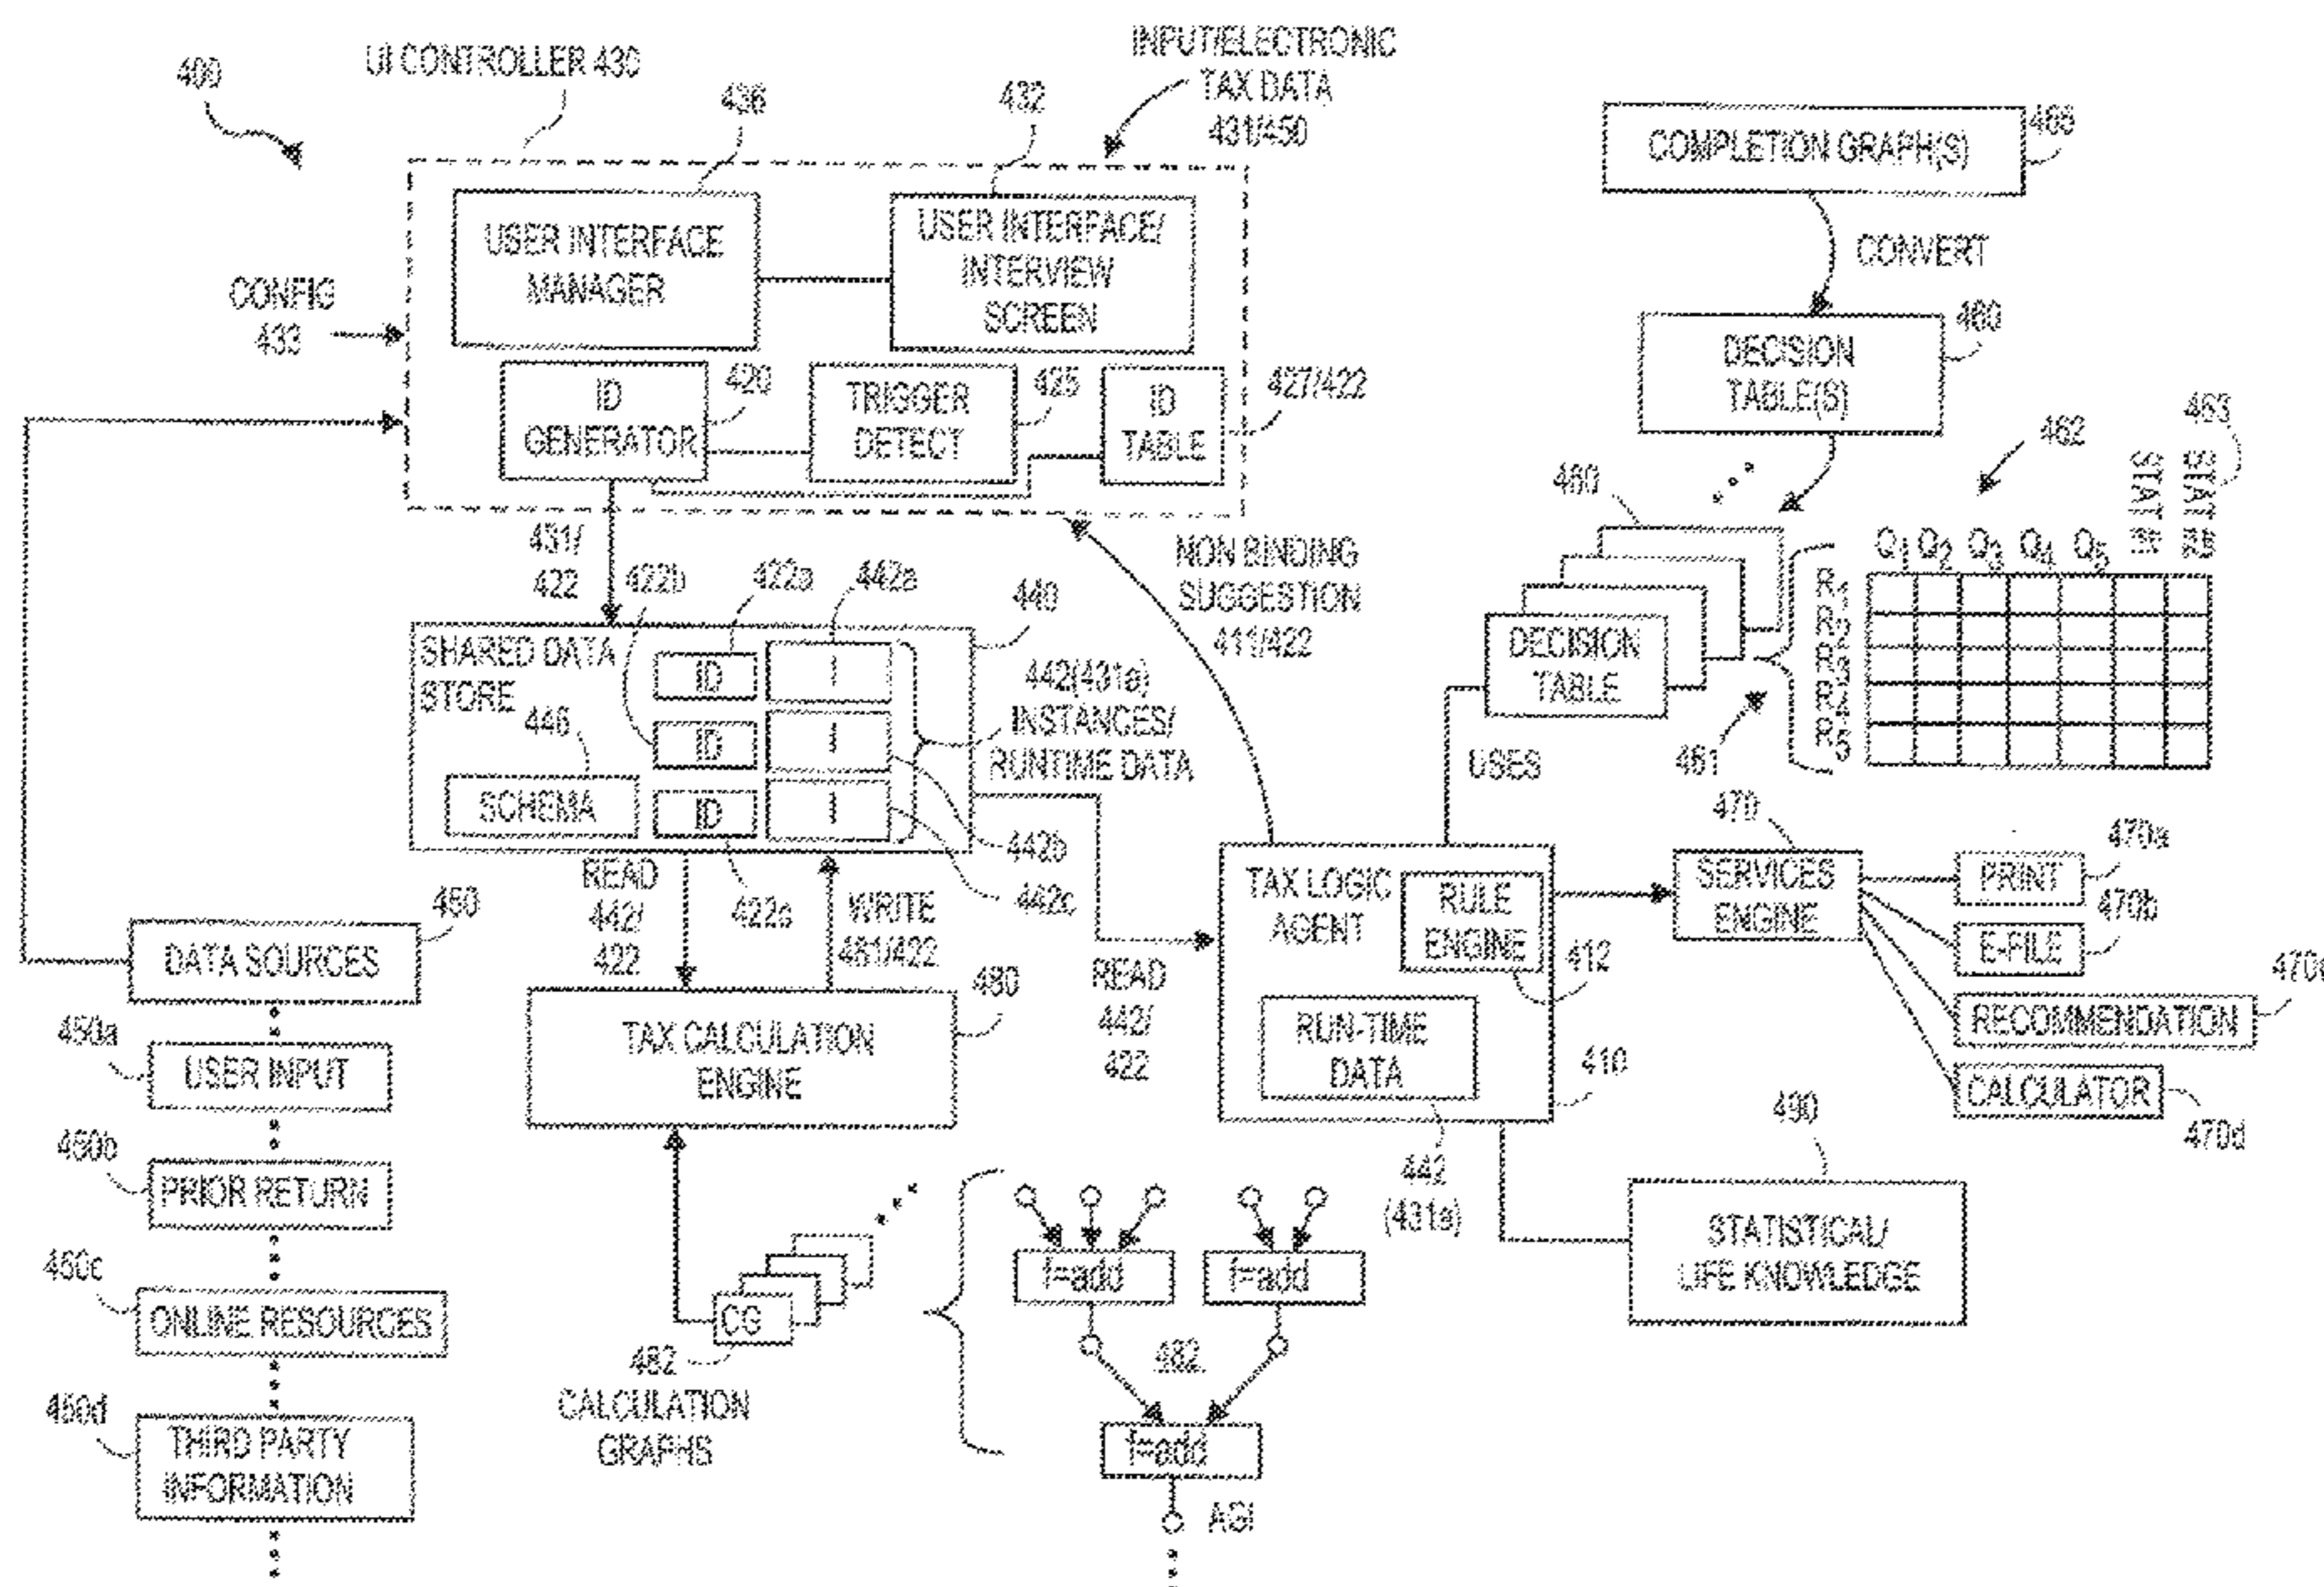 400
UI CONTROLLER 430
436
432
INPUT/ELECTRONIC
TAX DATA
431/450
USER INTERFACE
MANAGER
USER INTERFACE/
INTERVIEW
SCREEN
CONFIG
433
ID
GENERATOR
420
TRIGGER
DETECT
425
ID
TABLE
427/422
431/
422
NON BINDING
SUGGESTION
411/422
SHARED DATA
STORE
422b
422a
442a
440
ID
I
ID
I
ID
I
446
SCHEMA
442(431a)
INSTANCES/
RUNTIME DATA
442b
442c
422c
READ
442/
422
WRITE
481/422
TAX CALCULATION
ENGINE
480
READ
442/
422
DATA SOURCES
450
450a
USER INPUT
450b
PRIOR RETURN
450c
ONLINE RESOURCES
450d
THIRD PARTY
INFORMATION
CG
482
CALCULATION
GRAPHS
f=add
f=add
482
f=add
AGI
COMPLETION GRAPH(S)
CONVERT
DECISION
TABLE(S)
460
460
DECISION
TABLE
462
463
Q1 Q2 Q3 Q4 Q5
STAT
STAT
R1
R2
R3
R4
R5
461
USES
TAX LOGIC
AGENT
RULE
ENGINE
412
RUN-TIME
DATA
410
442
(431a)
470
SERVICES
ENGINE
PRINT
470a
E-FILE
470b
RECOMMENDATION
CALCULATOR
470d
490
STATISTICAL/
LIFE KNOWLEDGE